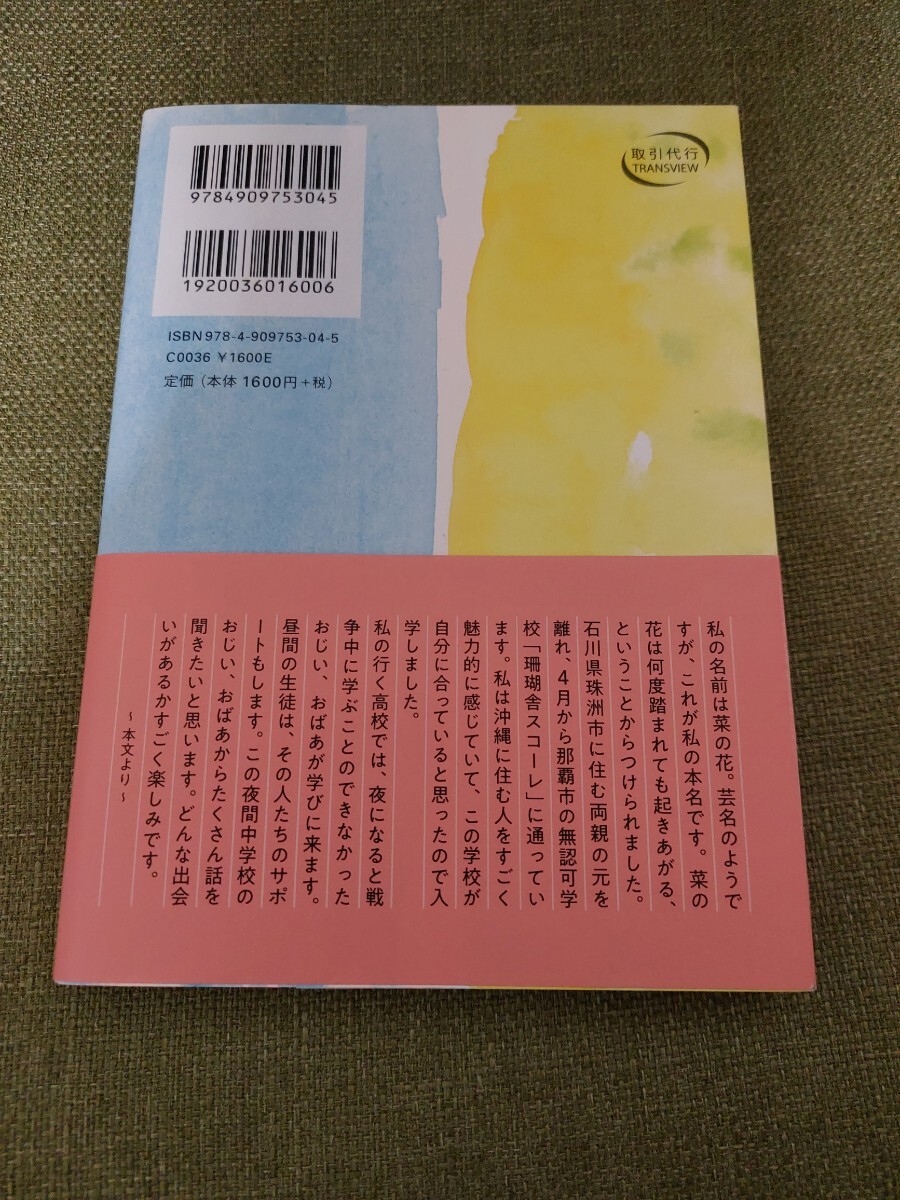 9784909753045
1920036016006
ISBN978-4-909753-04-5
C0036 ¥1600E
定価（本体1600円+税）
取引代行
TRANSVIEW
私の名前は菜の花。芸名のようで
すが、これが私の本名です。菜の
花は何度踏まれても起きあがる、
ということからつけられました。
石川県珠洲市に住む両親の元を
離れ、4月から那覇市の無認可学
校「珊瑚舎スコーレ」に通ってい
ます。私は沖縄に住む人をすごく
魅力的に感じていて、この学校が
自分に合っていると思ったので入
学しました。
私の行く高校では、夜になると戦
争中に学ぶことのできなかった
おじい、おばあが学びに来ます。
昼間の生徒は、その人たちのサポ
ートもします。この夜間中学校の
おじい、おばあからたくさん話を
聞きたいと思います。どんな出会
いがあるかすごく楽しみです。
～本文より～